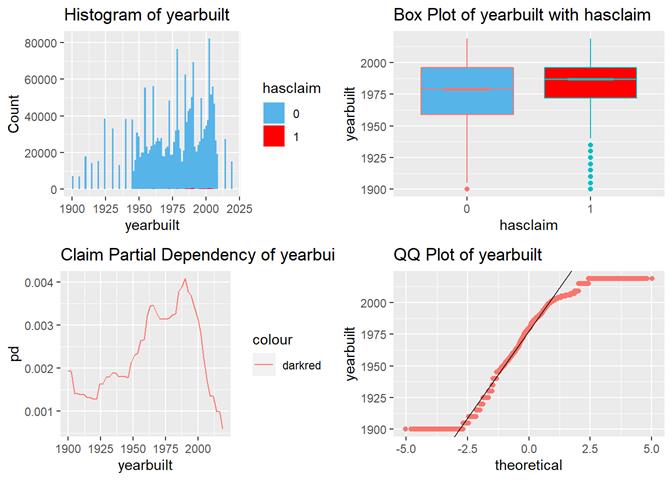 Histogram of yearbuilt
Count
80000
60000
40000
20000
0
1900 1925 1950 1975 2000 2025
yearbuilt
hasclaim
0
1
Box Plot of yearbuilt with hasclaim
yearbuilt
2000
1975
1950
1925
1900
0 1
hasclaim
Claim Partial Dependency of yearbui
pd
0.004
0.003
0.002
0.001
1900 1925 1950 1975 2000
yearbuilt
colour
darkred
QQ Plot of yearbuilt
yearbuilt
2000
1975
1950
1925
1900
-5.0 -2.5 0.0 2.5 5.0
theoretical